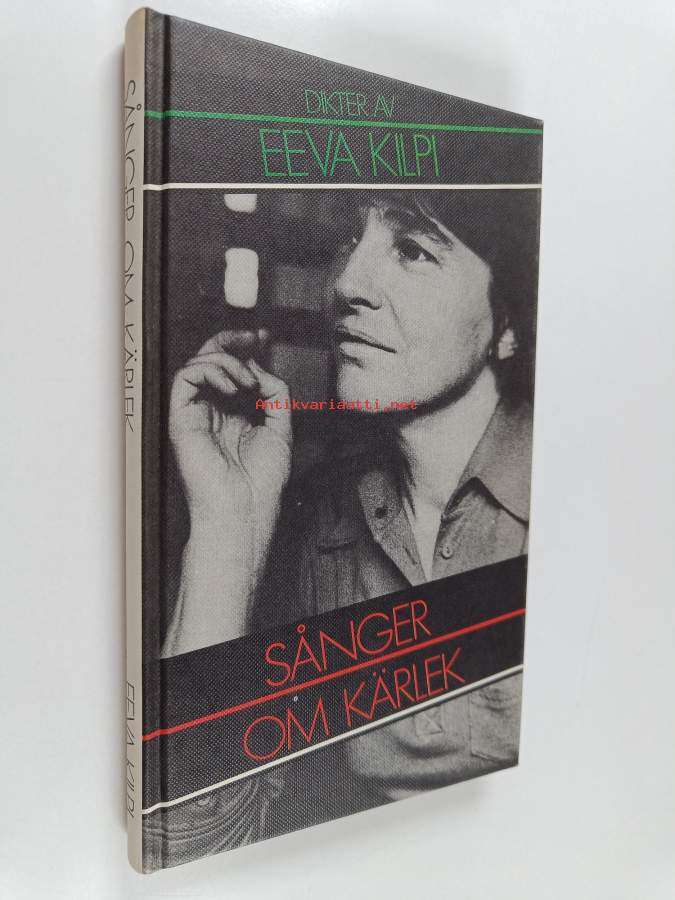 DIKTER AV
EEVA KILPI
SÅNGER
OM KÄRLEK
SÅNGER OM KÄRLEK
EEVA KILPI
Antikvariaatti.net